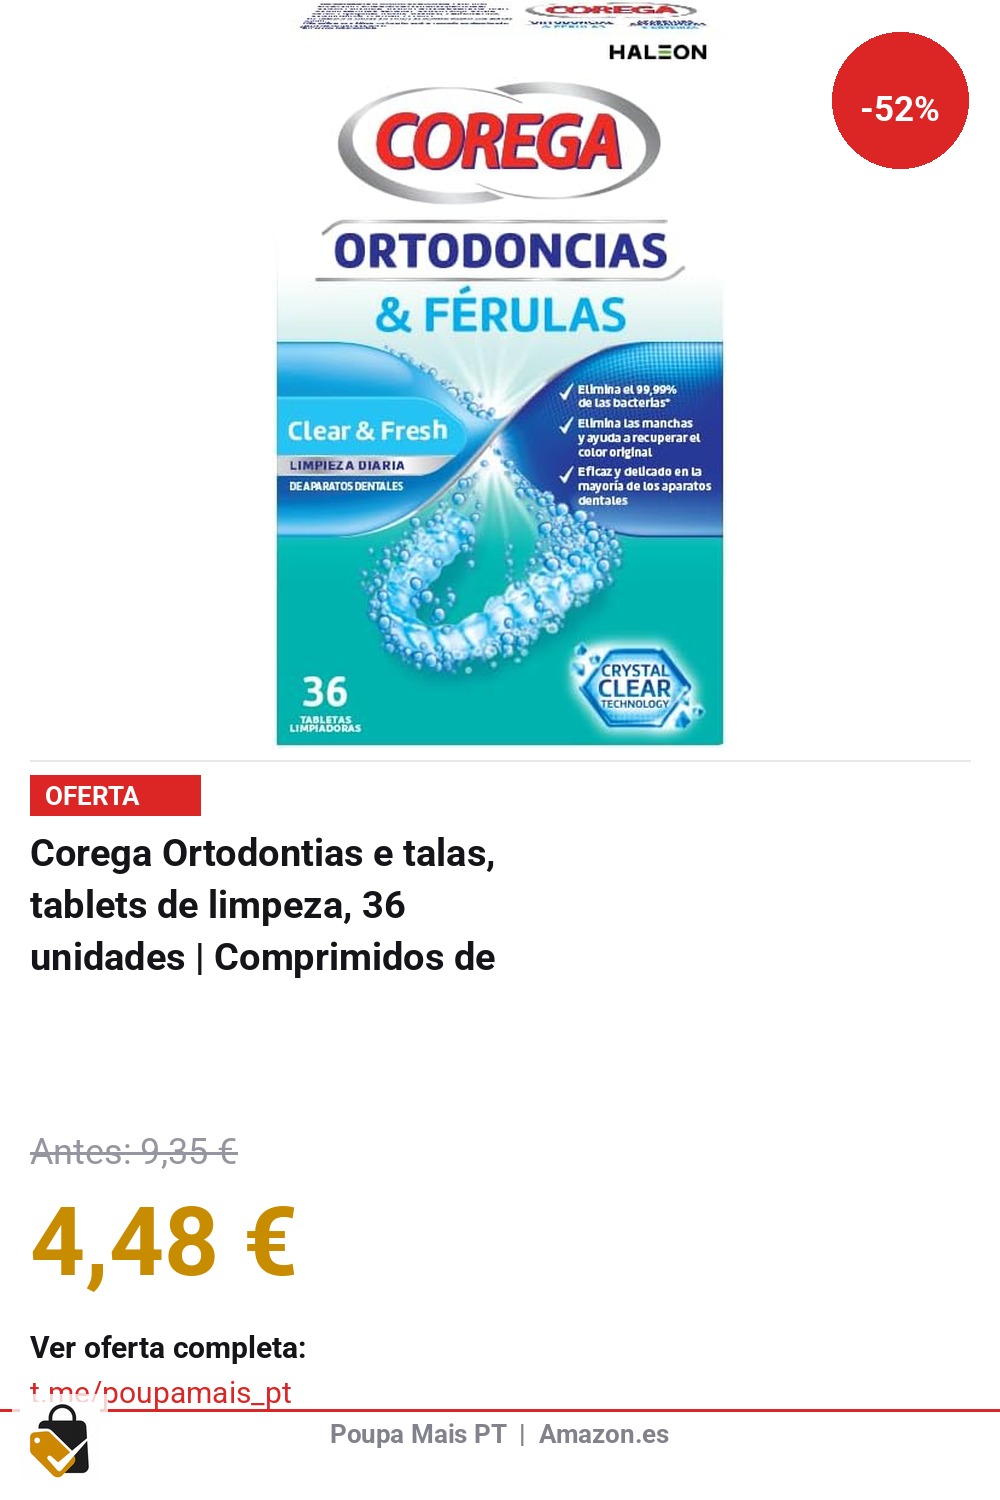 COREGA
HALEON
-52%
COREGA
ORTODONCIAS
& FÉRULAS
Clear & Fresh
LIMPIEZA DIARIA
DE APARATOS DENTALES
Elimina el 99,99%
de las bacterias*
Elimina las manchas
y ayuda a recuperar el
color original
Eficaz y delicado en la
mayoría de los aparatos
dentales
36
TABLETAS
LIMPIADORAS
CRYSTAL
CLEAR
TECHNOLOGY
OFERTA
Corega Ortodontias e talas,
tablets de limpeza, 36
unidades | Comprimidos de
Antes: 9,35 €
4,48 €
Ver oferta completa:
t.me/poupamais_pt
Poupa Mais PT | Amazon.es